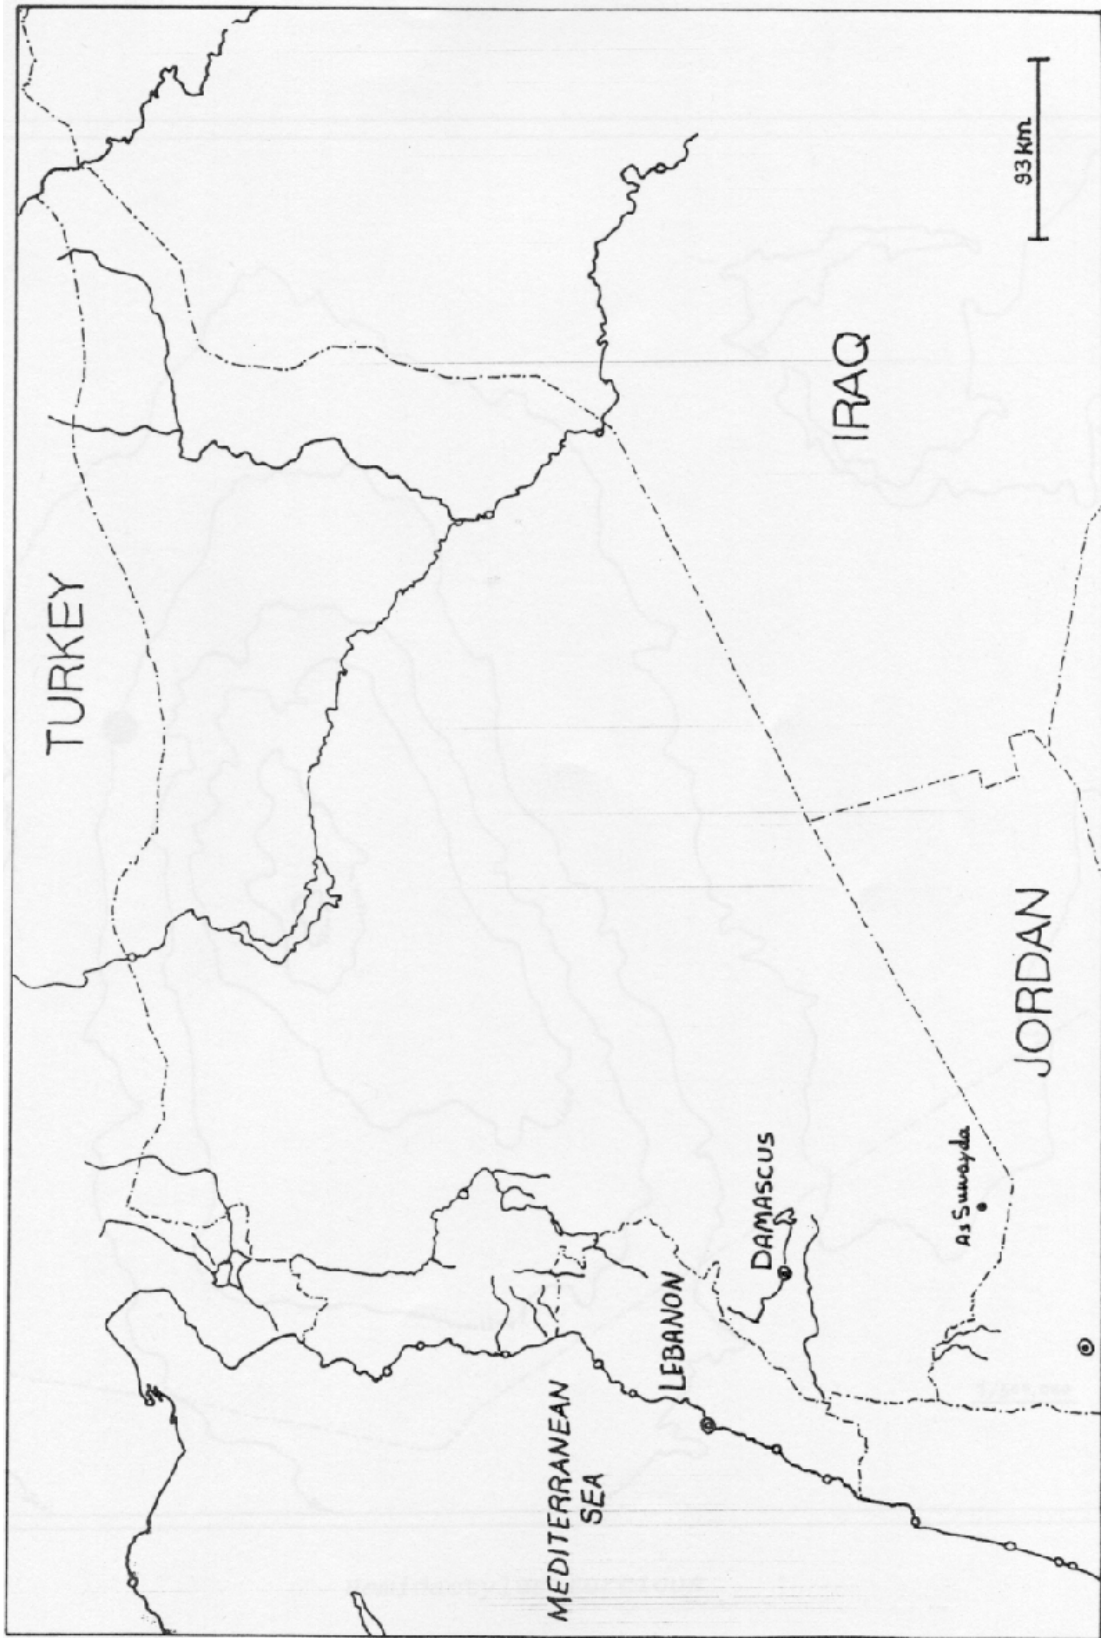 TURKEY
93 km
IRAQ
JORDAN
As Suwayda
DAMASCUS
LEBANON
MEDITERRANEAN
SEA